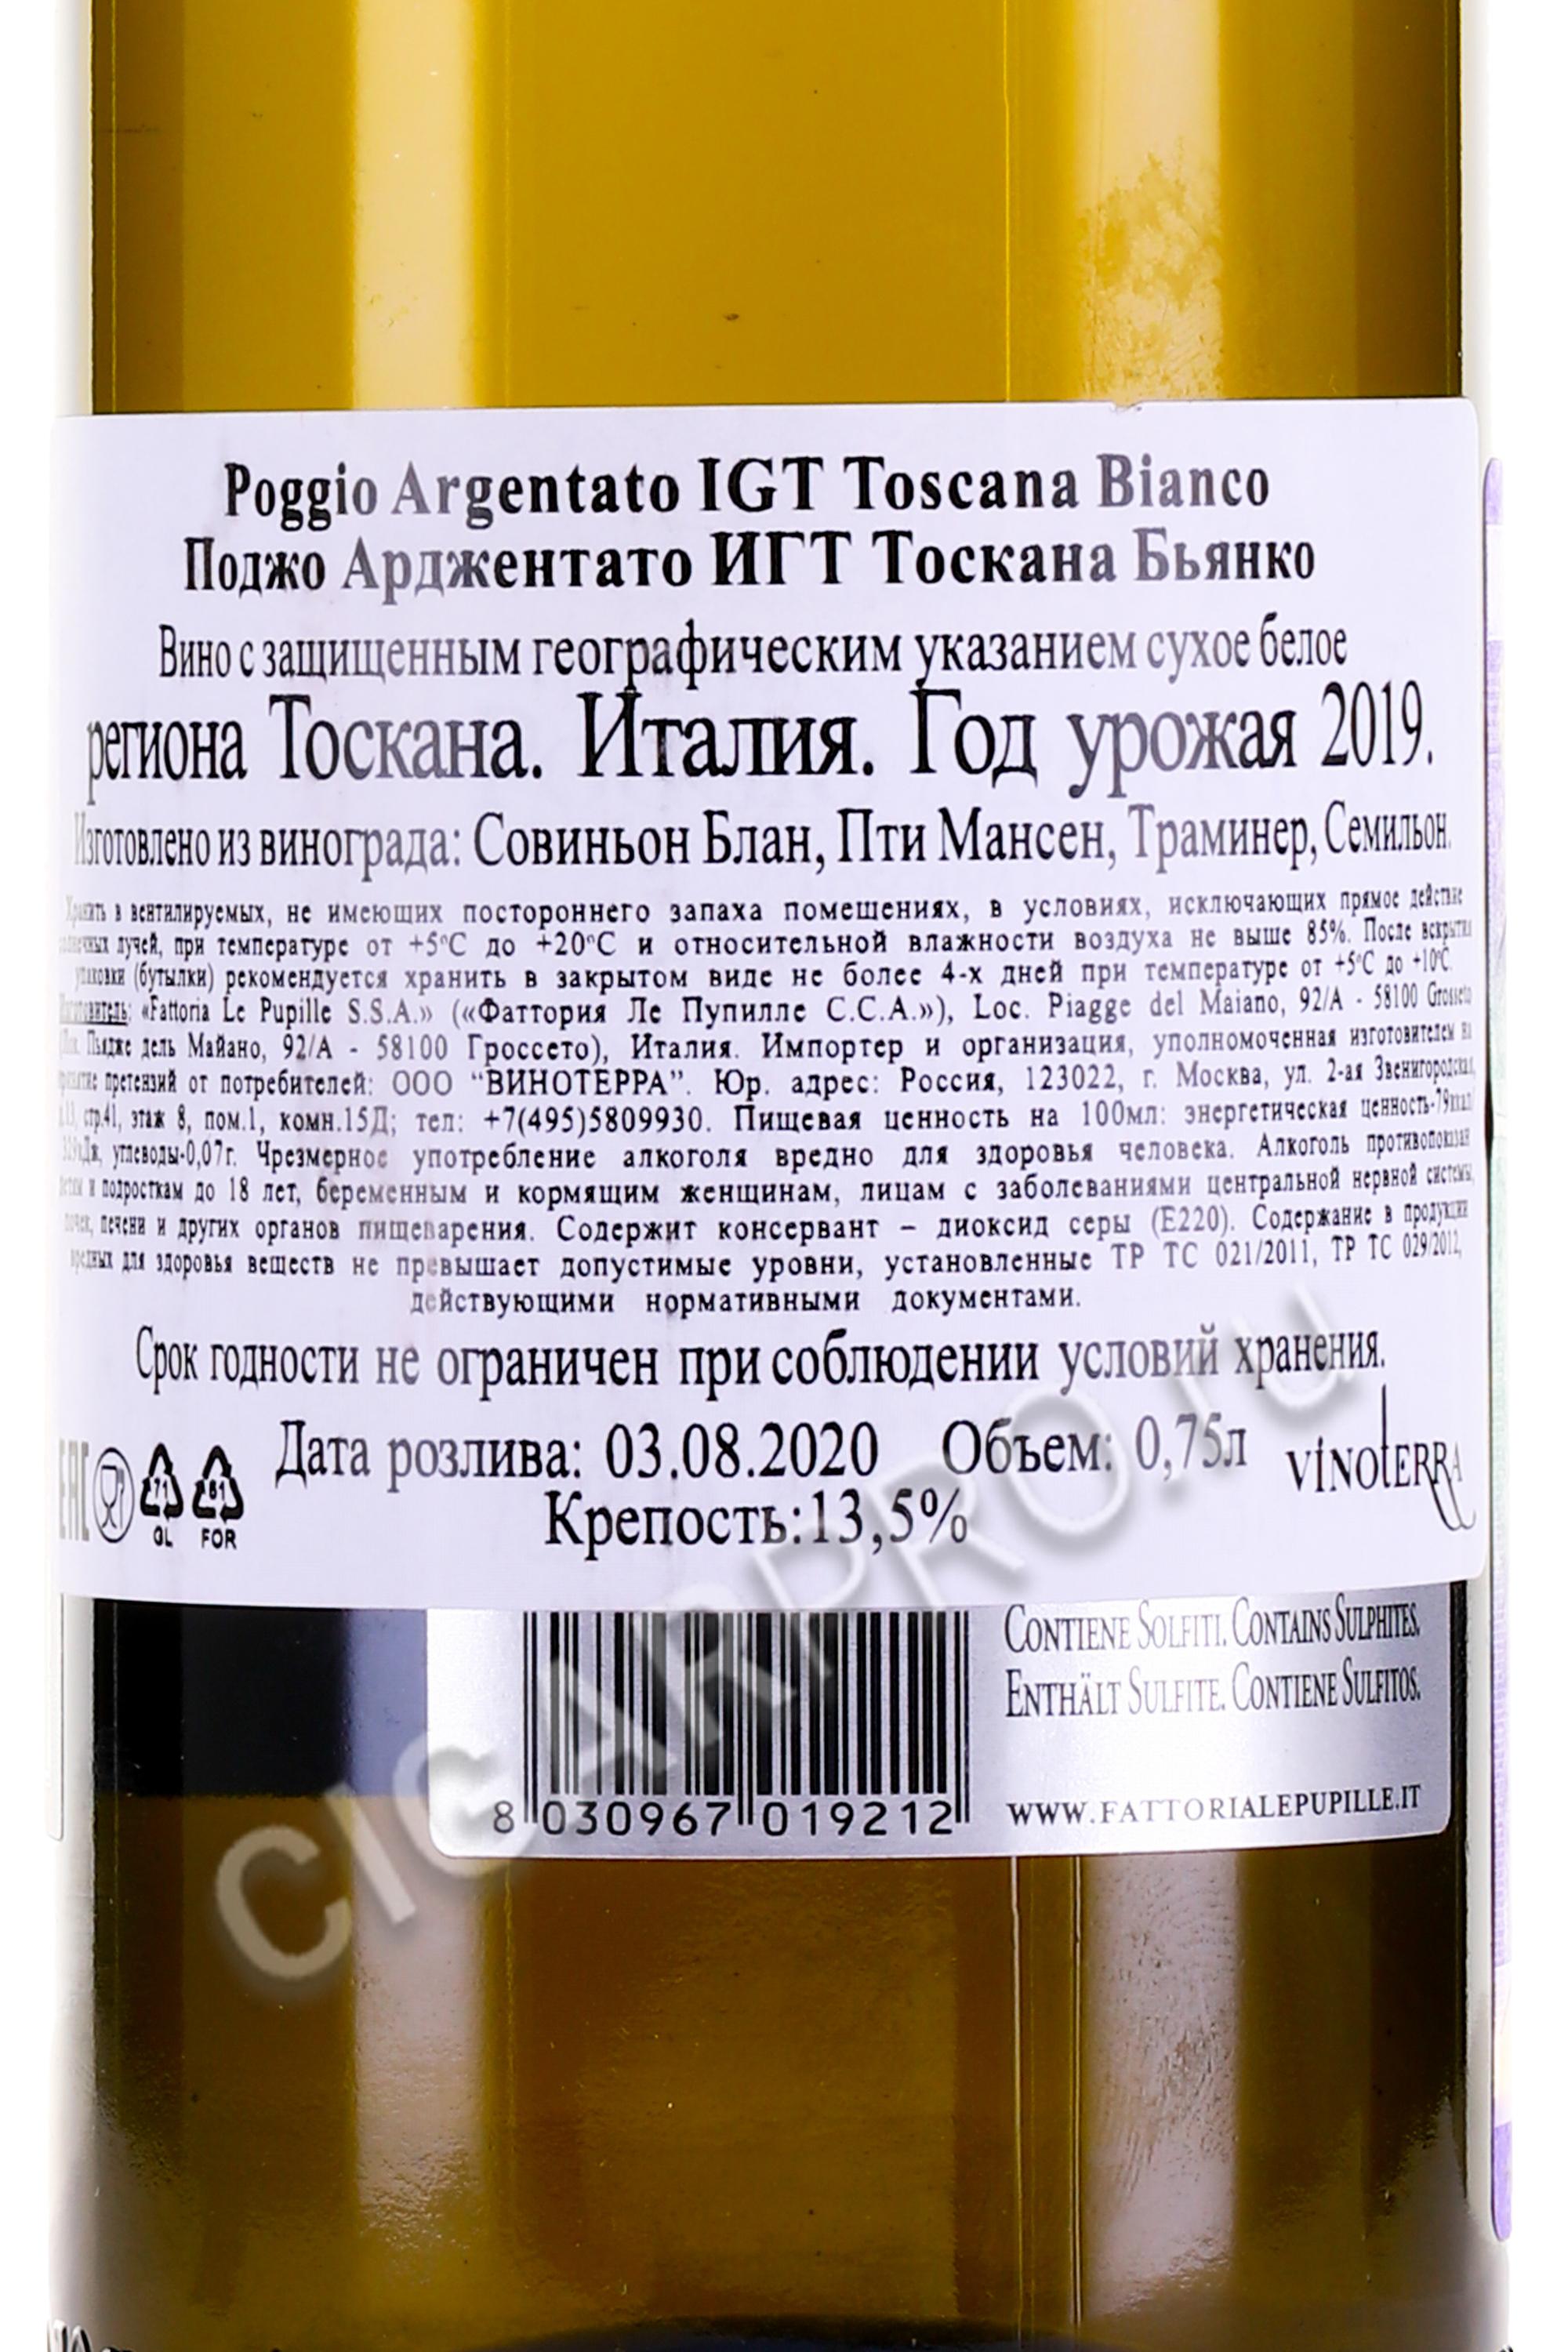 Poggio Argentato IGT Toscana Bianco
Поджо Арджентато ИГТ Тоскана Бьянко
Вино с защищенным географическим указанием сухое белое
региона Тоскана. Италия. Год урожая 2019.
Изготовлено из винограда: Совиньон Блан, Пти Мансен, Траминер, Семильон.
Хранить в вентилируемых, не имеющих постороннего запаха помещениях, в условиях, исключающих прямое действие
солнечных лучей, при температуре от +5°C до +20°C и относительной влажности воздуха не выше 85%. После вскрытия
упаковки (бутылки) рекомендуется хранить в закрытом виде не более 4-х дней при температуре от +5°C до +10°C.
Изготовитель: «Fattoria Le Pupille S.S.A.» («Фаттория Ле Пупилле С.С.А.»), Loc. Piagge del Maiano, 92/A - 58100 Grosseto
Пьядже дель Майано, 92/А - 58100 Гроссето), Италия. Импортер и организация, уполномоченная изготовителем на
принятие претензий от потребителей: ООО "ВИНОТЕРРА". Юр. адрес: Россия, 123022, г. Москва, ул. 2-ая Звенигородская,
стр.41, этаж 8, пом.1, комн.15Д; тел: +7(495)5809930. Пищевая ценность на 100мл: энергетическая ценность-79ккал/
углеводы-0,07г. Чрезмерное употребление алкоголя вредно для здоровья человека. Алкоголь противопоказан
детям и подросткам до 18 лет, беременным и кормящим женщинам, лицам с заболеваниями центральной нервной системы,
почек, печени и других органов пищеварения. Содержит консервант – диоксид серы (Е220). Содержание в продукции
вредных для здоровья веществ не превышает допустимые уровни, установленные ТР ТС 021/2011, ТР ТС 029/2012,
действующими нормативными документами.
Срок годности не ограничен при соблюдении условий хранения.
Дата розлива: 03.08.2020 Объем: 0,75л
Крепость:13,5%
EAC
71
GL
81
FOR
VINOTERRA
CONTIENE SOLFITI. CONTAINS SULPHITES.
ENTHÄLT SULFITE. CONTIENE SULFITOS.
8 030967 019212
WWW.FATTORIALEPUPILLE.IT
CIGARPRO.ru